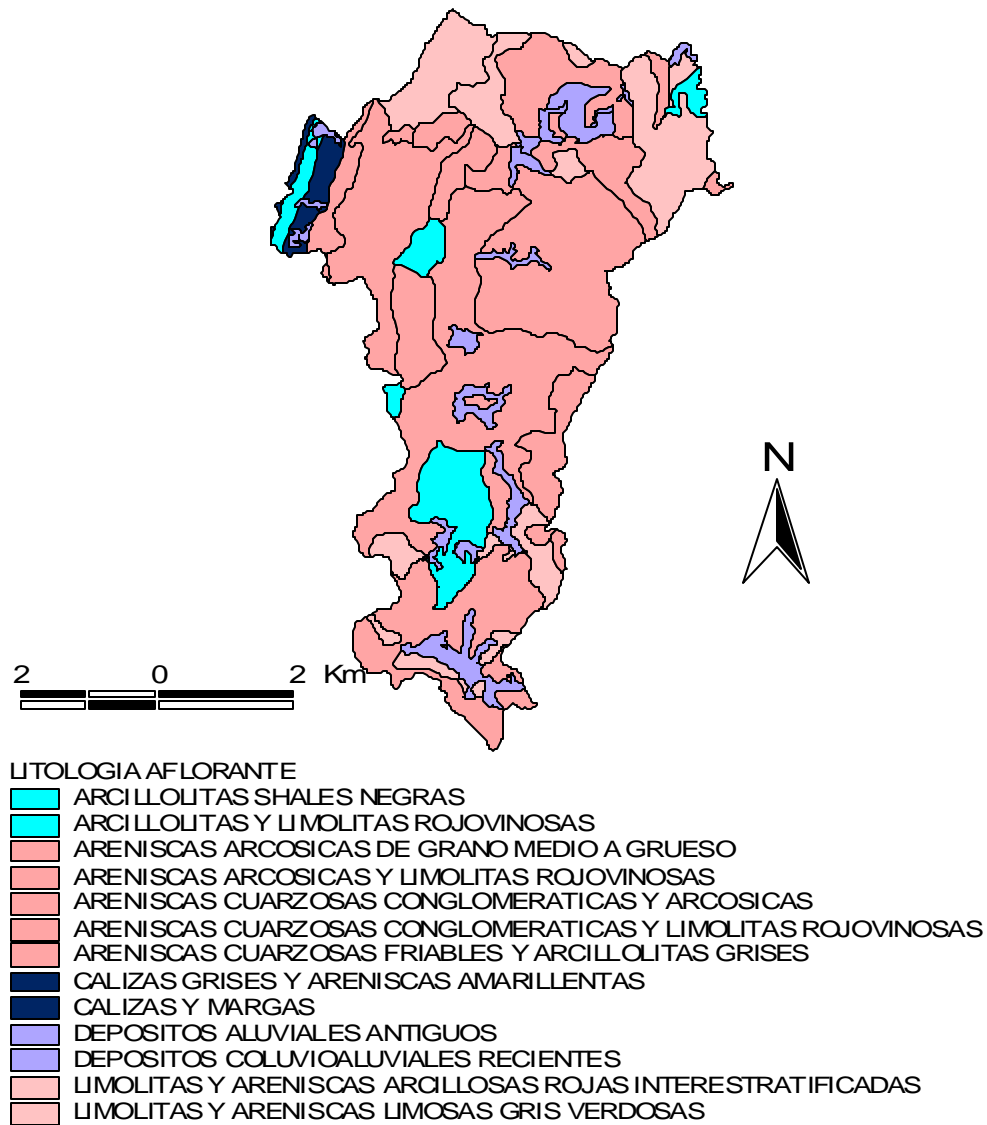 N
2 0 2 Km
LITOLOGIA AFLORANTE
ARCILLOLITAS SHALES NEGRAS
ARCILLOLITAS Y LIMOLITAS ROJOVINOSAS
ARENISCAS ARCOSICAS DE GRANO MEDIO A GRUESO
ARENISCAS ARCOSICAS Y LIMOLITAS ROJOVINOSAS
ARENISCAS CUARZOSAS CONGLOMERATICAS Y ARCOSICAS
ARENISCAS CUARZOSAS CONGLOMERATICAS Y LIMOLITAS ROJOVINOSAS
ARENISCAS CUARZOSAS FRIABLES Y ARCILLOLITAS GRISES
CALIZAS GRISES Y ARENISCAS AMARILLENTAS
CALIZAS Y MARGAS
DEPOSITOS ALUVIALES ANTIGUOS
DEPOSITOS COLUVIOALUVIALES RECIENTES
LIMOLITAS Y ARENISCAS ARCILLOSAS ROJAS INTERESTRATIFICADAS
LIMOLITAS Y ARENISCAS LIMOSAS GRIS VERDOSAS